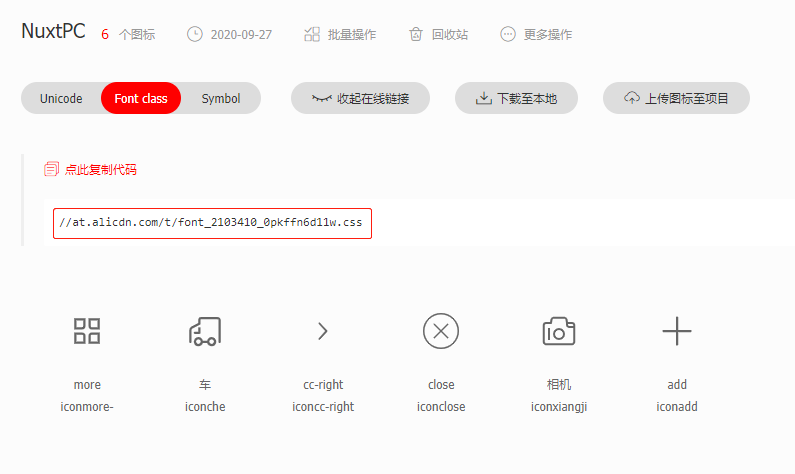 NuxtPC 6 个图标 2020-09-27 批量操作 回收站 更多操作
Unicode Font class Symbol 收起在线链接 下载至本地 上传图标至项目
点此复制代码
//at.alicdn.com/t/font_2103410_0pkffn6d11w.css
more 车 cc-right close 相机 add
iconmore- iconche iconcc-right iconclose iconxiangji iconadd